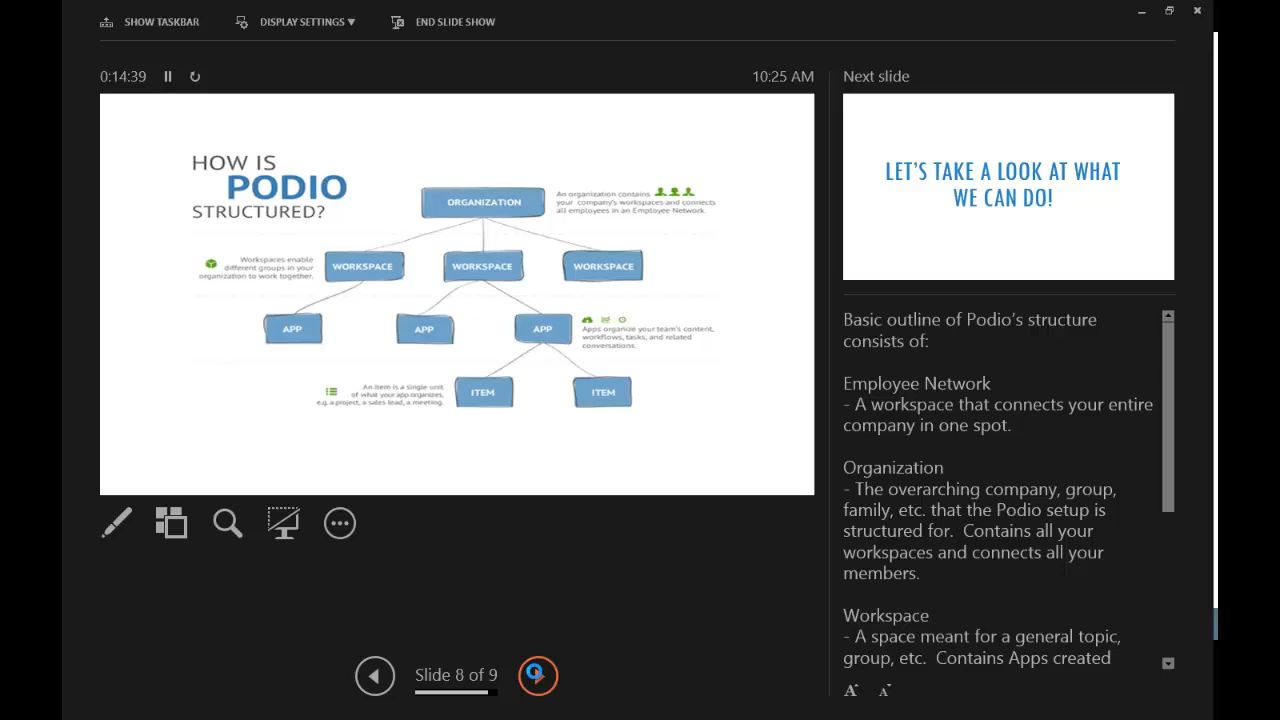 SHOW TASKBAR DISPLAY SETTINGS ▼ END SLIDE SHOW
0:14:39 10:25 AM
HOW IS
PODIO
STRUCTURED?
ORGANIZATION
An organization contains
your company's workspaces and connects
all employees in an Employee Network.
Workspaces enable
different groups in your
organization to work together.
WORKSPACE WORKSPACE WORKSPACE
APP APP APP
Apps organize your team's content,
workflows, tasks, and related
conversations.
An item is a single unit
of what your app organizes,
e.g. a project, a sales lead, a meeting.
ITEM ITEM
Slide 8 of 9
Next slide
LET'S TAKE A LOOK AT WHAT
WE CAN DO!
Basic outline of Podio's structure
consists of:
Employee Network
- A workspace that connects your entire
company in one spot.
Organization
- The overarching company, group,
family, etc. that the Podio setup is
structured for. Contains all your
workspaces and connects all your
members.
Workspace
- A space meant for a general topic,
group, etc. Contains Apps created
A A